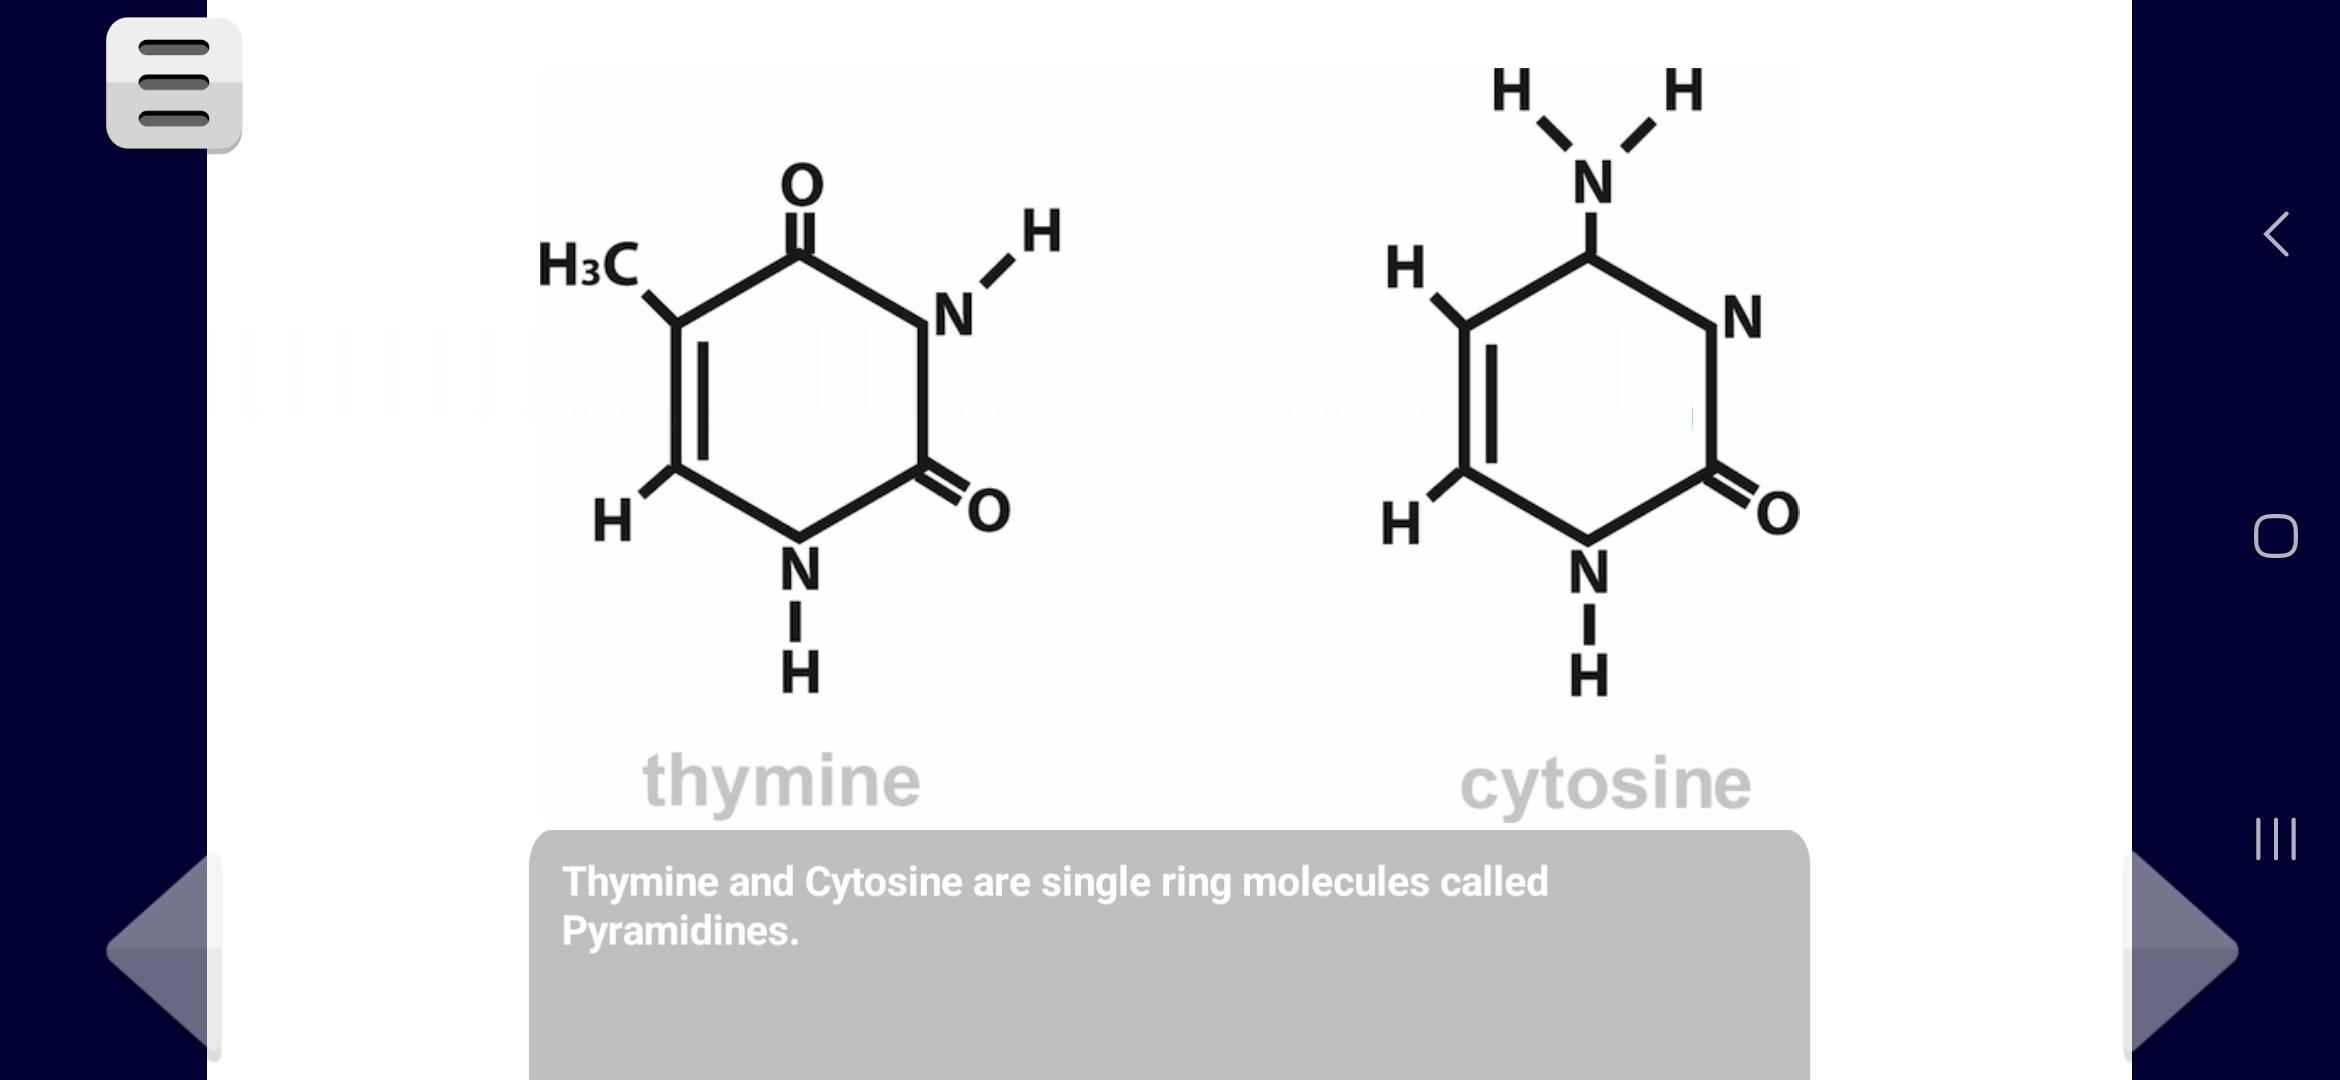 H H
O N
H₃C H H
N N
H O H O
N N
H H
thymine cytosine
Thymine and Cytosine are single ring molecules called
Pyramidines.